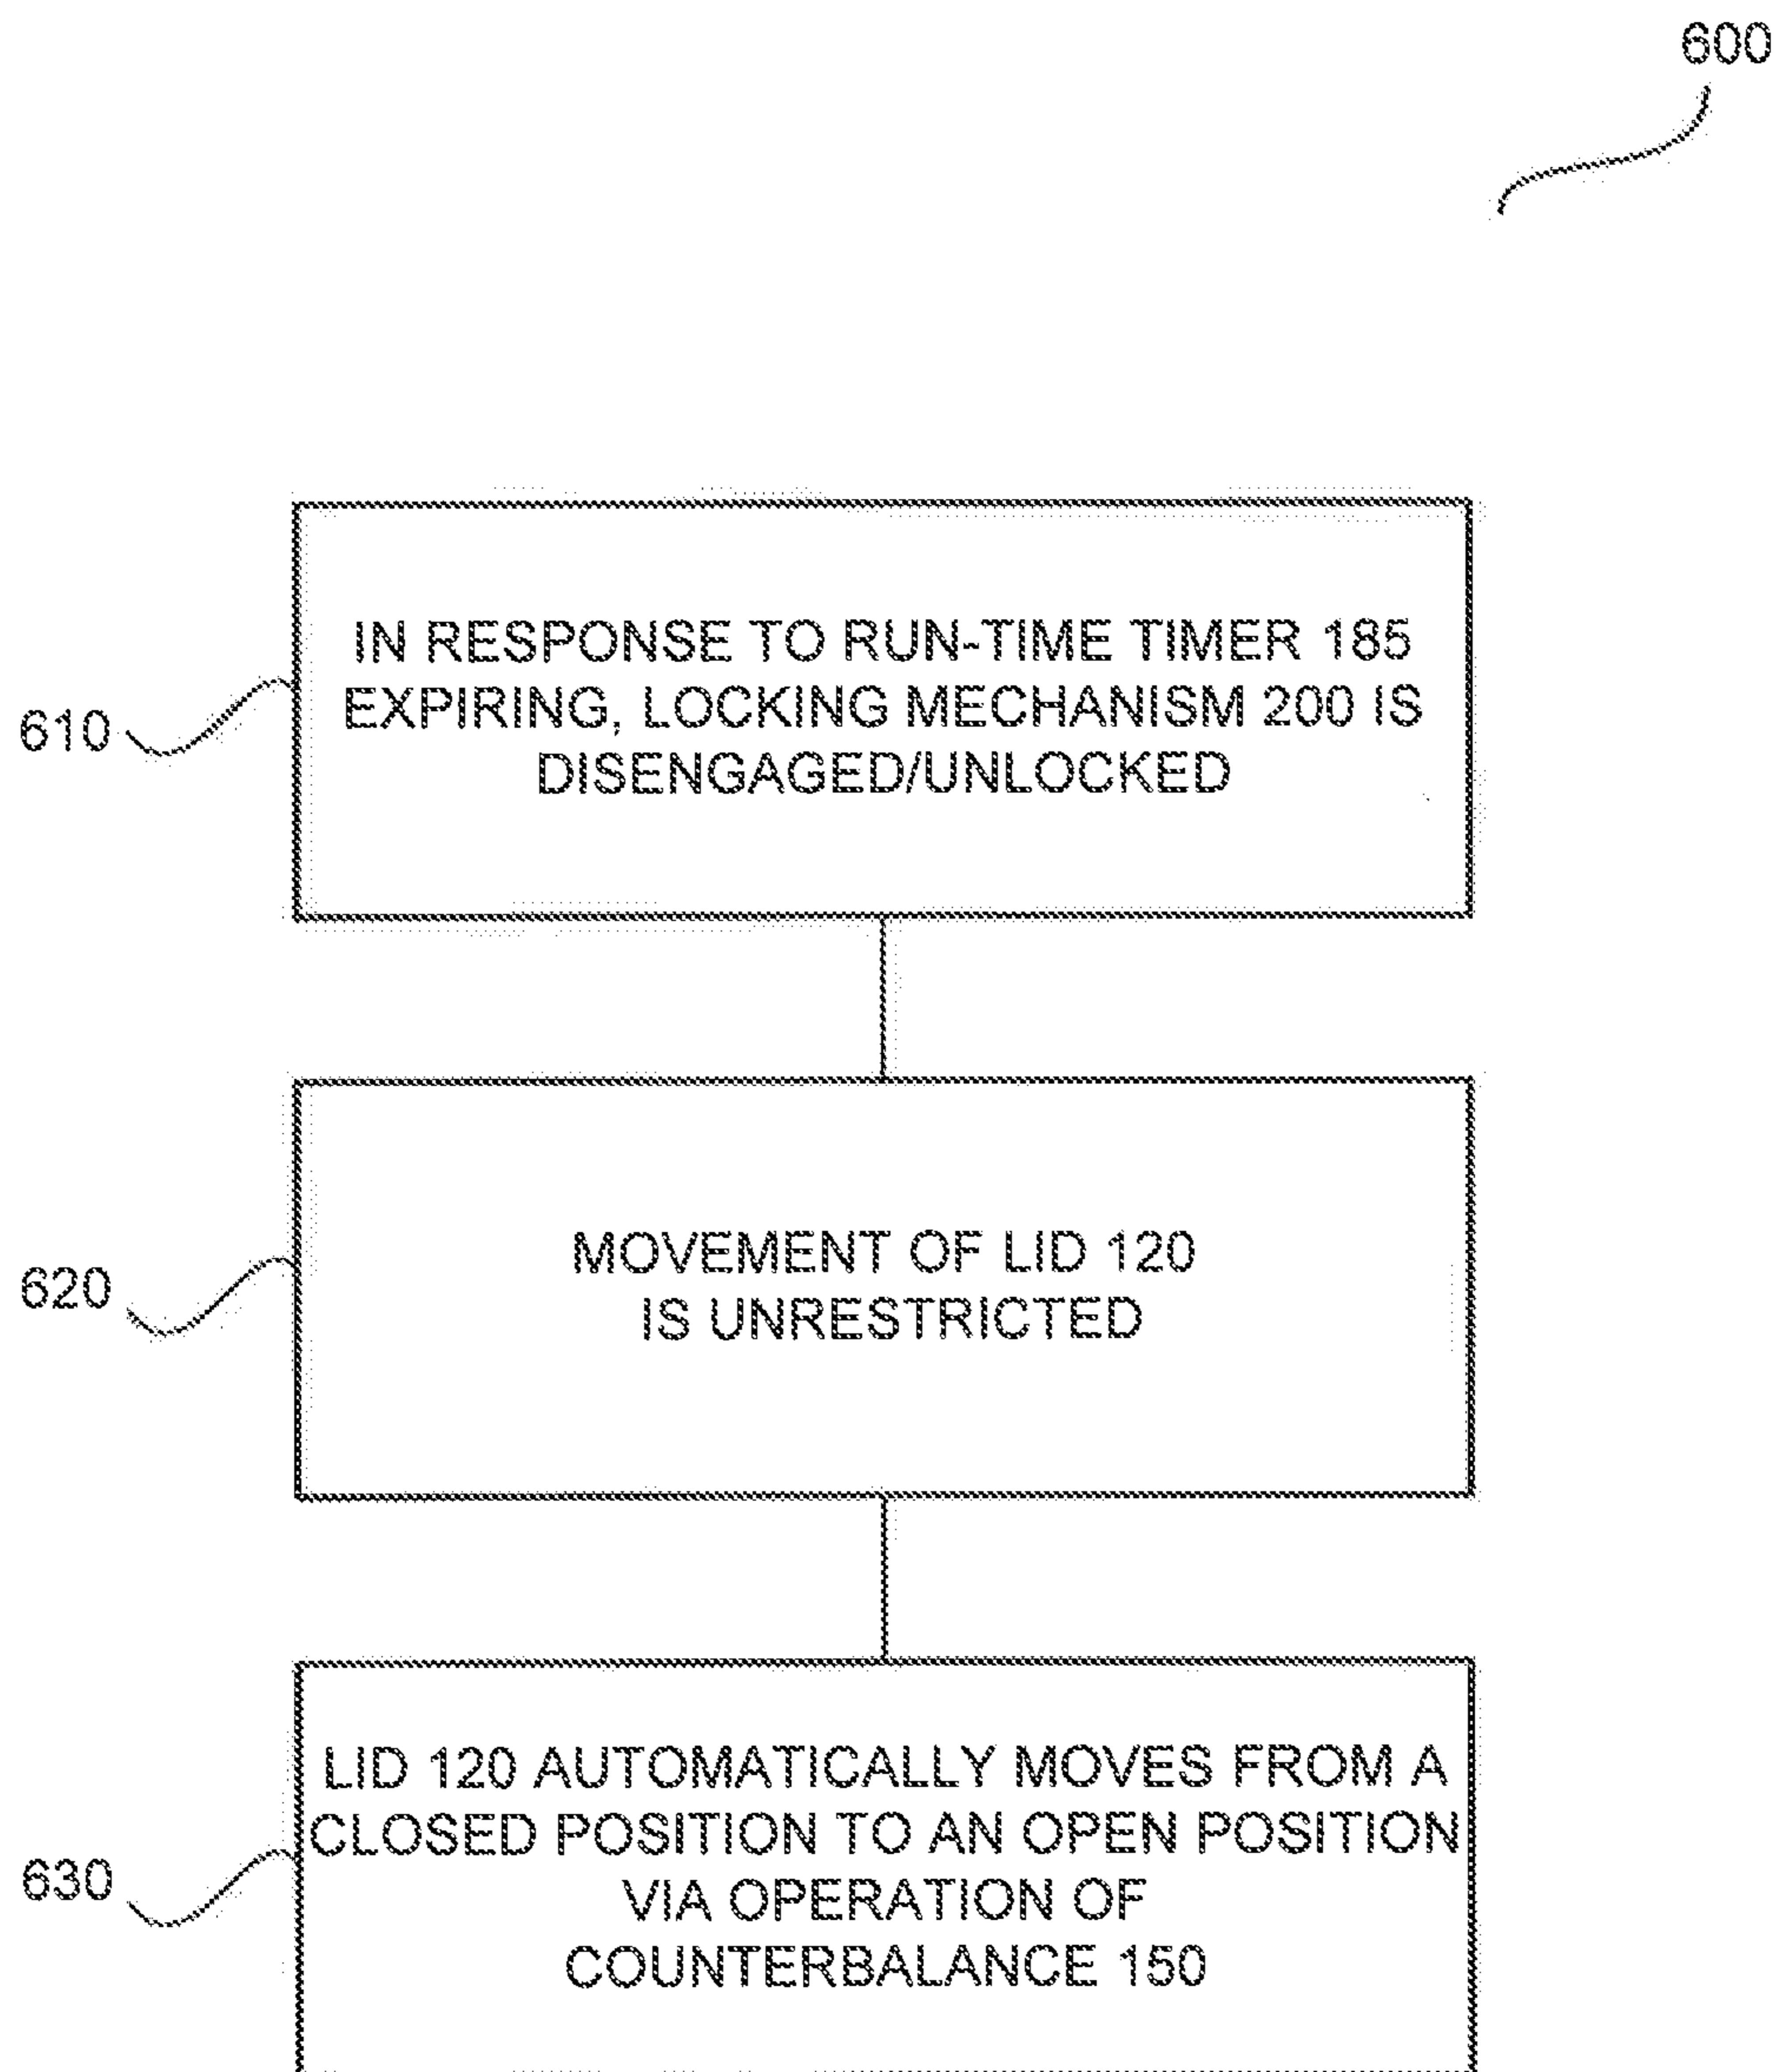 600
IN RESPONSE TO RUN-TIME TIMER 185
EXPIRING, LOCKING MECHANISM 200 IS
DISENGAGED/UNLOCKED
610
MOVEMENT OF LID 120
IS UNRESTRICTED
620
LID 120 AUTOMATICALLY MOVES FROM A
CLOSED POSITION TO AN OPEN POSITION
VIA OPERATION OF
COUNTERBALANCE 150
630